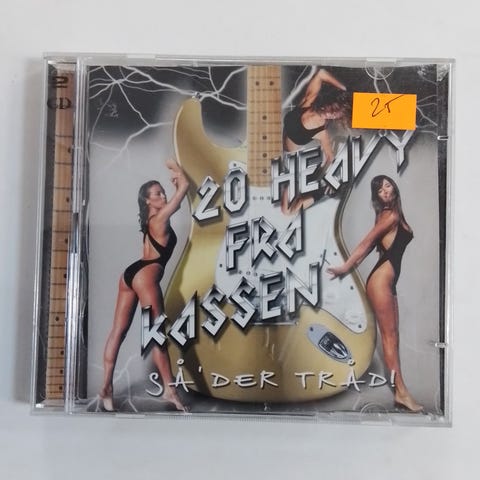 2
CD
25
20 HEAVY
FRA
KASSEN
SÅ' DER TRÅD!